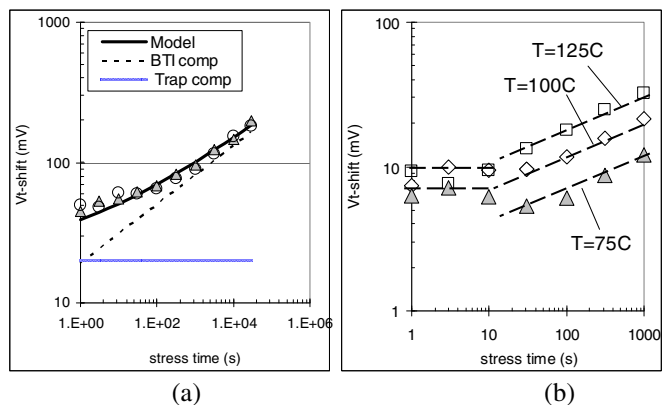 1000
100
10
Vt-shift (mV)
Model
BTI comp
Trap comp
1.E+00 1.E+02 1.E+04 1.E+06
stress time (s)
(a)
100
10
1
Vt-shift (mV)
T=125C
T=100C
T=75C
1 10 100 1000
stress time (s)
(b)